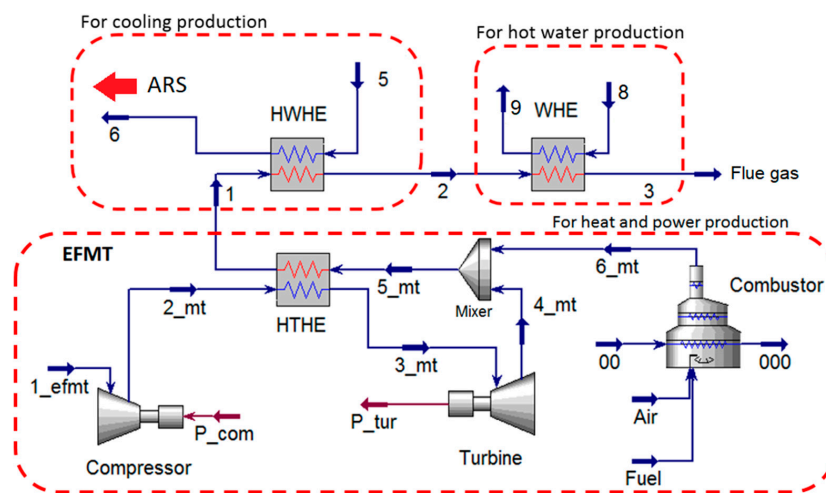 For cooling production
For hot water production
ARS
5
HWHE
6
9
WHE
8
1
2
3
Flue gas
For heat and power production
EFMT
6_mt
5_mt
Mixer
4_mt
Combustor
2_mt
HTHE
3_mt
00
000
1_efmt
P_com
P_tur
Air
Compressor
Turbine
Fuel